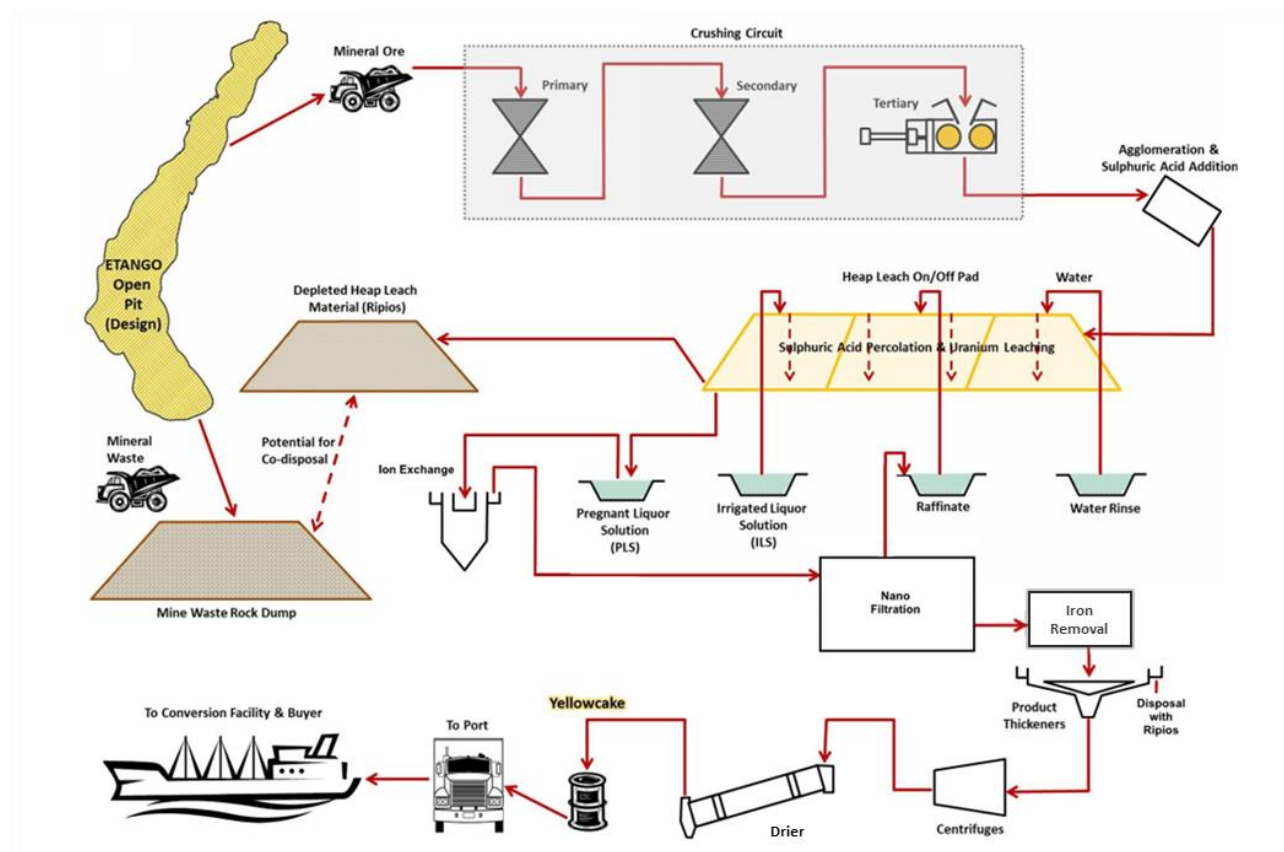 Crushing Circuit
Mineral Ore
Primary
Secondary
Tertiary
Agglomeration &
Sulphuric Acid Addition
ETANGO
Open
Pit
(Design)
Depleted Heap Leach
Material (Ripios)
Heap Leach On/Off Pad
Water
Sulphuric Acid Percolation & Uranium Leaching
Mineral
Waste
Potential for
Co-disposal
Ion Exchange
Pregnant Liquor
Solution
(PLS)
Irrigated Liquor
Solution
(ILS)
Raffinate
Water Rinse
Mine Waste Rock Dump
Nano
Filtration
Iron
Removal
Product
Thickeners
Disposal
with
Ripios
To Conversion Facility & Buyer
To Port
Yellowcake
Drier
Centrifuges